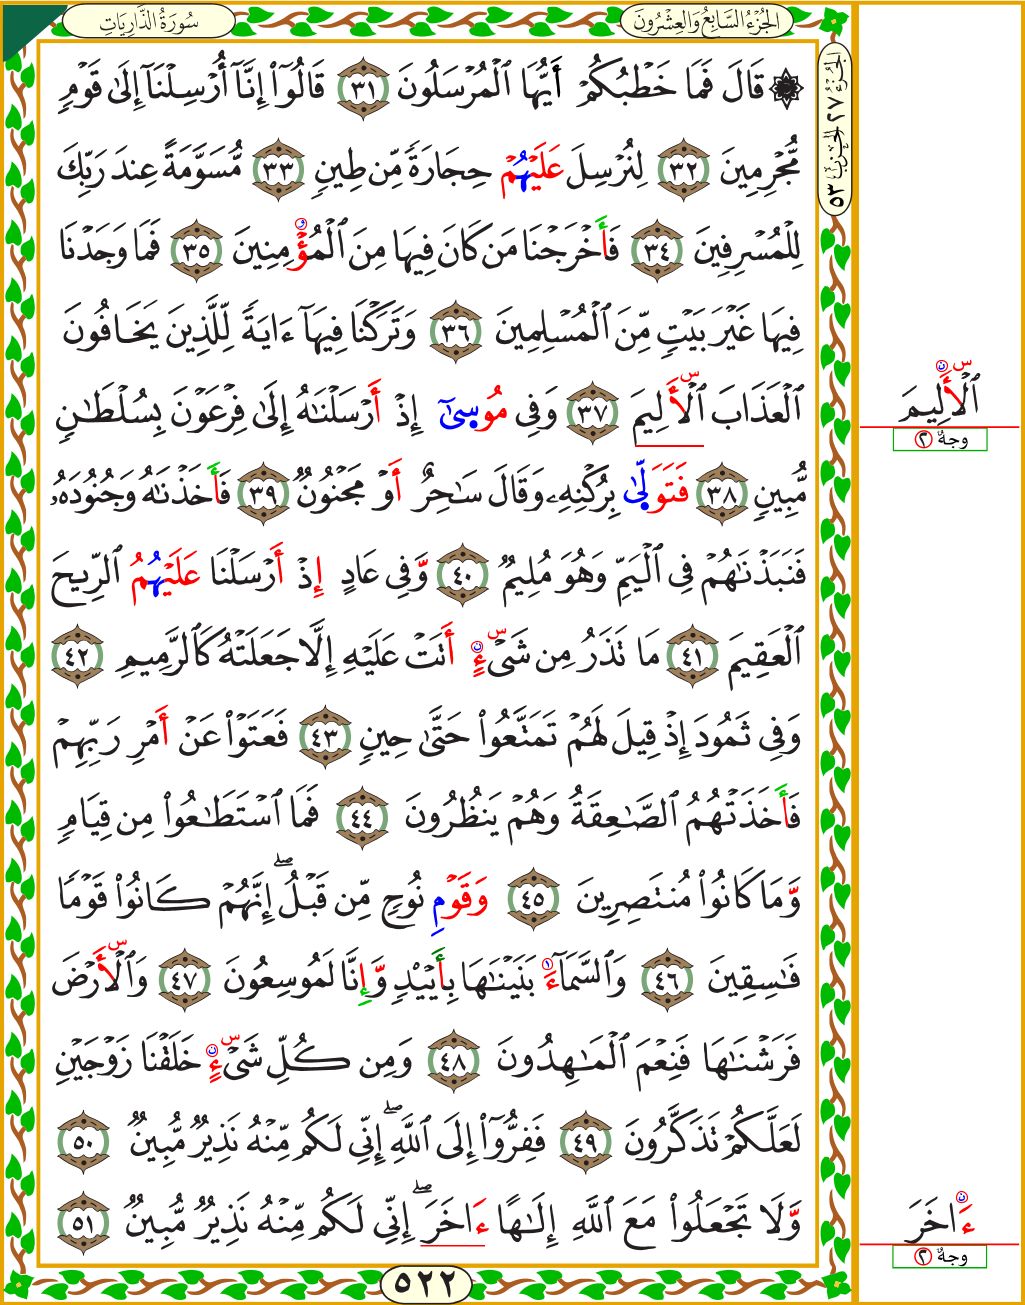 سُورَةُ الذَّارِيَاتِ
الجُزْءُ السَّابِعُ وَالعِشْرُونَ
الجُزْءُ ٢٧ الحِزْبُ ٥٣
۞ قَالَ فَمَا خَطْبُكُمْ أَيُّهَا ٱلْمُرْسَلُونَ ٣١ قَالُوٓا۟ إِنَّآ أُرْسِلْنَآ إِلَىٰ قَوْمٍ
مُّجْرِمِينَ ٣٢ لِنُرْسِلَ عَلَيْهُمْ حِجَارَةً مِّن طِينٍ ٣٣ مُّسَوَّمَةً عِندَ رَبِّكَ
لِلْمُسْرِفِينَ ٣٤ فَأَخْرَجْنَا مَن كَانَ فِيهَا مِنَ ٱلْمُؤْمِنِينَ ٣٥ فَمَا وَجَدْنَا
فِيهَا غَيْرَ بَيْتٍ مِّنَ ٱلْمُسْلِمِينَ ٣٦ وَتَرَكْنَا فِيهَآ ءَايَةً لِّلَّذِينَ يَخَافُونَ
ٱلْعَذَابَ ٱلْأَلِيمَ ٣٧ وَفِى مُوسِىٰٓ إِذْ أَرْسَلْنَٰهُ إِلَىٰ فِرْعَوْنَ بِسُلْطَٰنٍ
مُّبِينٍ ٣٨ فَتَوَلِّىٰ بِرُكْنِهِۦ وَقَالَ سَٰحِرٌ أَوْ مَجْنُونٌ ٣٩ فَأَخَذْنَٰهُ وَجُنُودَهُۥ
فَنَبَذْنَٰهُمْ فِى ٱلْيَمِّ وَهُوَ مُلِيمٌ ٤٠ وَفِى عَادٍ إِذْ أَرْسَلْنَا عَلَيْهُمُ ٱلرِّيحَ
ٱلْعَقِيمَ ٤١ مَا تَذَرُ مِن شَىْءٍ أَتَتْ عَلَيْهِ إِلَّا جَعَلَتْهُ كَٱلرَّمِيمِ ٤٢
وَفِى ثَمُودَ إِذْ قِيلَ لَهُمْ تَمَتَّعُوا۟ حَتَّىٰ حِينٍ ٤٣ فَعَتَوْا۟ عَنْ أَمْرِ رَبِّهِمْ
فَأَخَذَتْهُمُ ٱلصَّٰعِقَةُ وَهُمْ يَنظُرُونَ ٤٤ فَمَا ٱسْتَطَٰعُوا۟ مِن قِيَامٍ
وَّمَا كَانُوا۟ مُنتَصِرِينَ ٤٥ وَقَوْمِ نُوحٍ مِّن قَبْلُ ۖ إِنَّهُمْ كَانُوا۟ قَوْمًا
فَٰسِقِينَ ٤٦ وَٱلسَّمَآءَ بَنَيْنَٰهَا بِأَيْي۟دٍ وَّإِنَّا لَمُوسِعُونَ ٤٧ وَٱلْأَرْضَ
فَرَشْنَٰهَا فَنِعْمَ ٱلْمَٰهِدُونَ ٤٨ وَمِن كُلِّ شَىْءٍ خَلَقْنَا زَوْجَيْنِ
لَعَلَّكُمْ تَذَكَّرُونَ ٤٩ فَفِرُّوٓا۟ إِلَى ٱللَّهِ ۖ إِنِّى لَكُم مِّنْهُ نَذِيرٌ مُّبِينٌ ٥٠
وَّلَا تَجْعَلُوا۟ مَعَ ٱللَّهِ إِلَٰهًا ءَاخَرَ ۖ إِنِّى لَكُم مِّنْهُ نَذِيرٌ مُّبِينٌ ٥١
ٱلْأَلِيمَ
وجهٌ ٢
ءَاخَرَ
وجهٌ ٢
٥٢٢